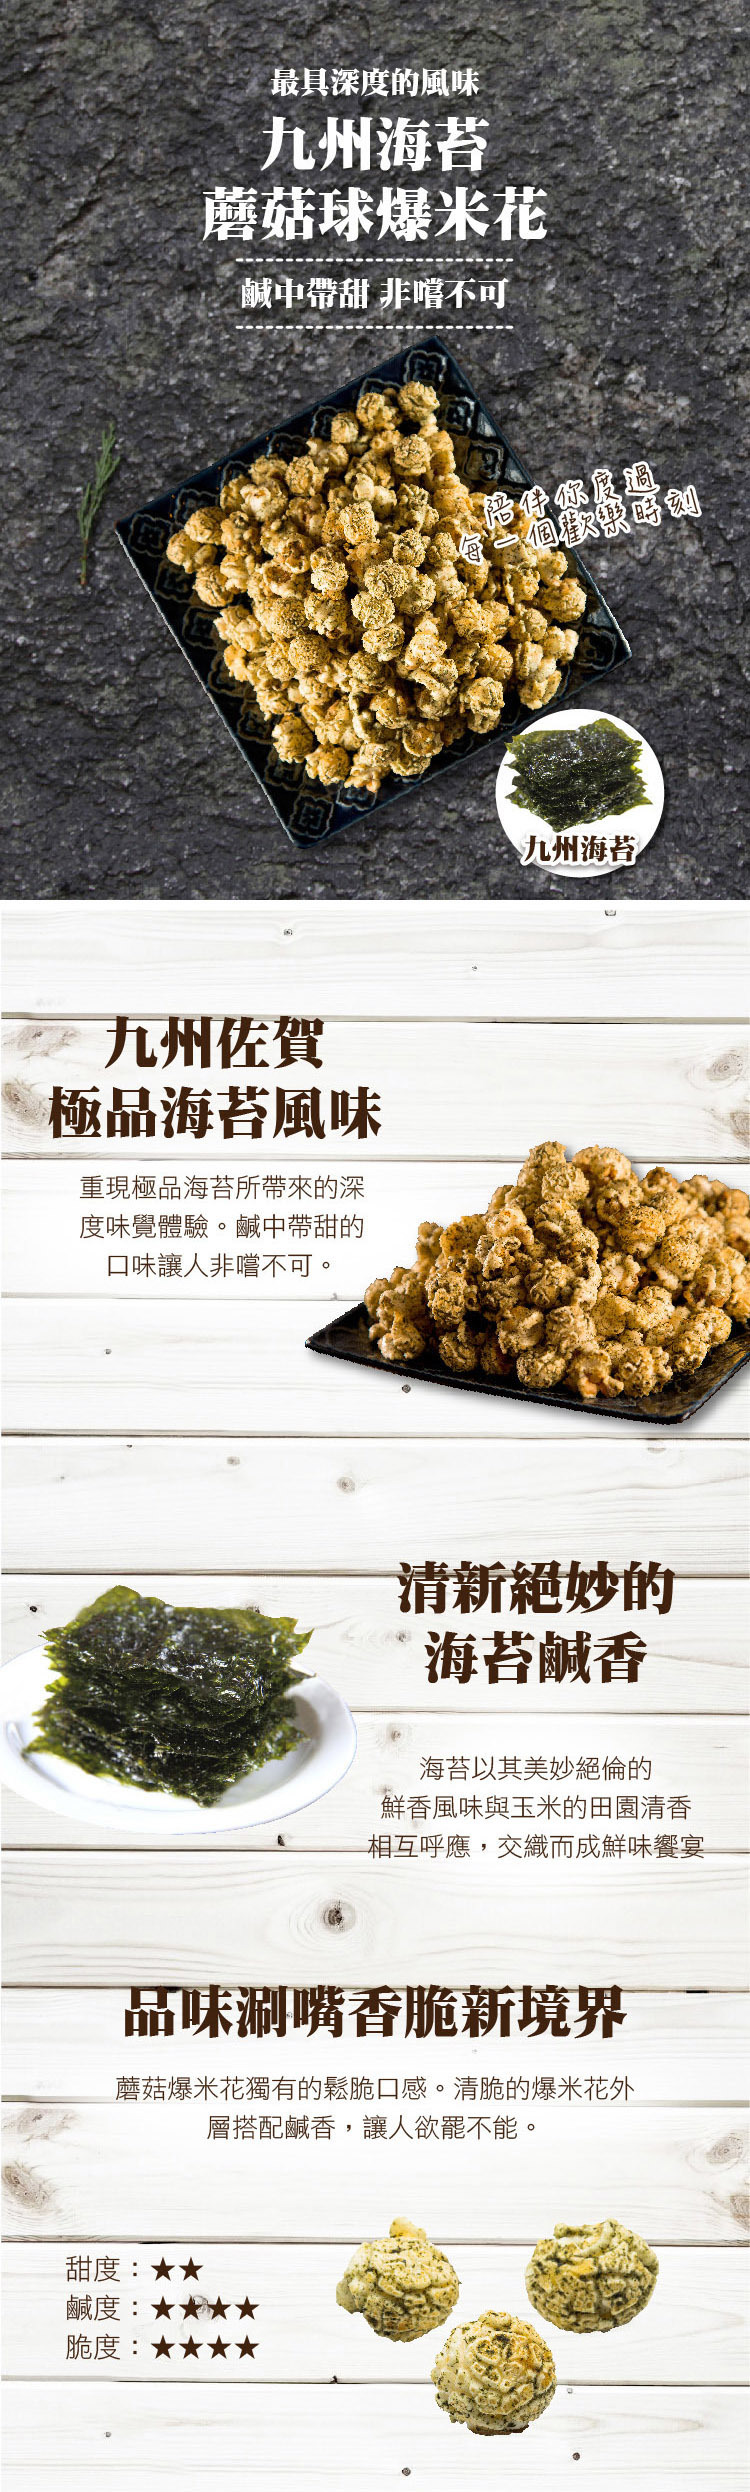 最具深度的風味
九州海苔
蘑菇球爆米花
鹹中帶甜 非嚐不可
陪伴你度過
每一個歡樂時刻
九州海苔
九州佐賀
極品海苔風味
重現極品海苔所帶來的深
度味覺體驗。鹹中帶甜的
口味讓人非嚐不可。
清新絕妙的
海苔鹹香
海苔以其美妙絕倫的
鮮香風味與玉米的田園清香
相互呼應，交織而成鮮味饗宴
品味涮嘴香脆新境界
蘑菇爆米花獨有的鬆脆口感。清脆的爆米花外
層搭配鹹香，讓人欲罷不能。
甜度：★★
鹹度：★★★★
脆度：★★★★